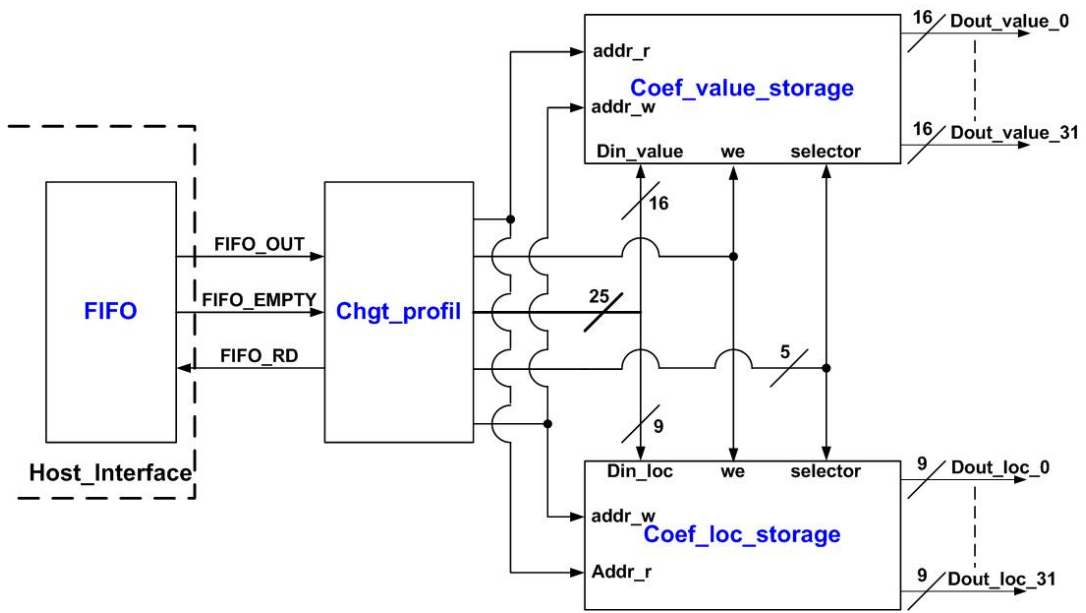 16 Dout_value_0
addr_r
Coef_value_storage
addr_w
16 Dout_value_31
Din_value we selector
16
FIFO_OUT
25
FIFO FIFO_EMPTY Chgt_profil
FIFO_RD
5
9
Host_Interface
Din_loc we selector
9 Dout_loc_0
addr_w
Coef_loc_storage
Addr_r
9 Dout_loc_31